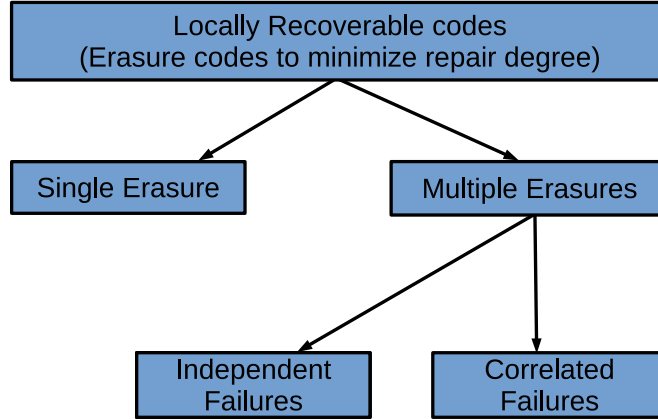 Locally Recoverable codes
(Erasure codes to minimize repair degree)
Single Erasure
Multiple Erasures
Independent
Failures
Correlated
Failures